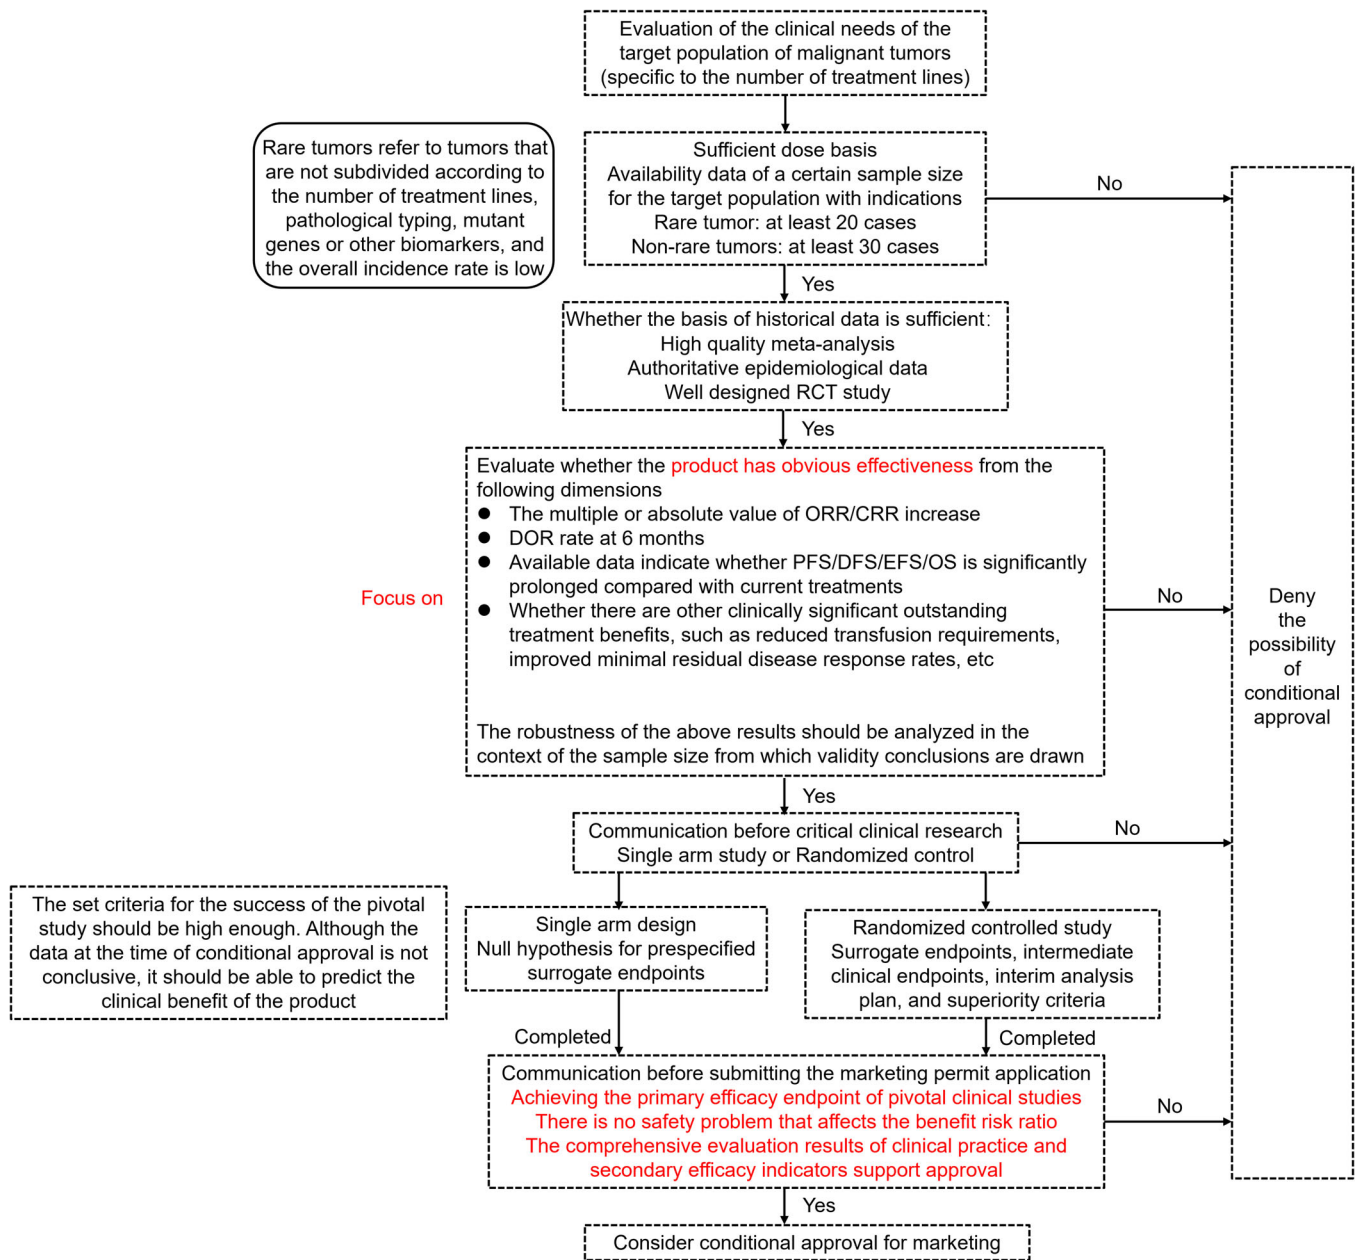 Evaluation of the clinical needs of the
target population of malignant tumors
(specific to the number of treatment lines)
Rare tumors refer to tumors that
are not subdivided according to
the number of treatment lines,
pathological typing, mutant
genes or other biomarkers, and
the overall incidence rate is low
Sufficient dose basis
Availability data of a certain sample size
for the target population with indications
Rare tumor: at least 20 cases
Non-rare tumors: at least 30 cases
No
Yes
Whether the basis of historical data is sufficient:
High quality meta-analysis
Authoritative epidemiological data
Well designed RCT study
Yes
Focus on
Evaluate whether the product has obvious effectiveness from the
following dimensions
● The multiple or absolute value of ORR/CRR increase
● DOR rate at 6 months
● Available data indicate whether PFS/DFS/EFS/OS is significantly
prolonged compared with current treatments
● Whether there are other clinically significant outstanding
treatment benefits, such as reduced transfusion requirements,
improved minimal residual disease response rates, etc
The robustness of the above results should be analyzed in the
context of the sample size from which validity conclusions are drawn
No
Deny
the
possibility
of
conditional
approval
Yes
Communication before critical clinical research
Single arm study or Randomized control
No
The set criteria for the success of the pivotal
study should be high enough. Although the
data at the time of conditional approval is not
conclusive, it should be able to predict the
clinical benefit of the product
Single arm design
Null hypothesis for prespecified
surrogate endpoints
Randomized controlled study
Surrogate endpoints, intermediate
clinical endpoints, interim analysis
plan, and superiority criteria
Completed
Completed
Communication before submitting the marketing permit application
Achieving the primary efficacy endpoint of pivotal clinical studies
There is no safety problem that affects the benefit risk ratio
The comprehensive evaluation results of clinical practice and
secondary efficacy indicators support approval
No
Yes
Consider conditional approval for marketing